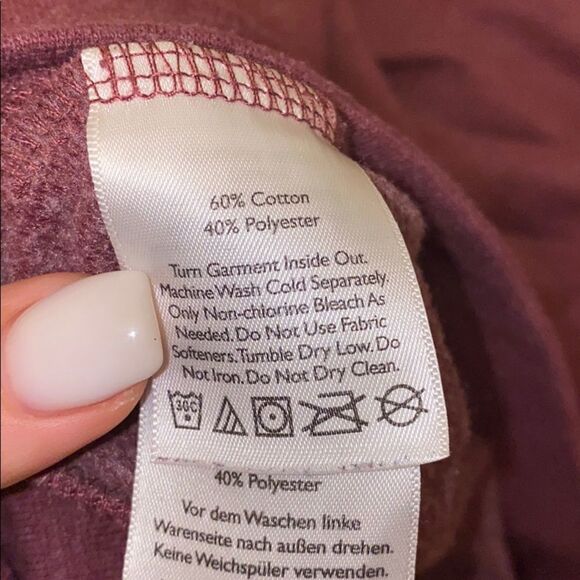 60% Cotton
40% Polyester
Turn Garment Inside Out.
Machine Wash Cold Separately.
Only Non-chlorine Bleach As
Needed. Do Not Use Fabric
Softeners. Tumble Dry Low. Do
Not Iron. Do Not Dry Clean.
30C
40% Polyester
Vor dem Waschen linke
Warenseite nach außen drehen.
Keine Weichspüler verwenden.